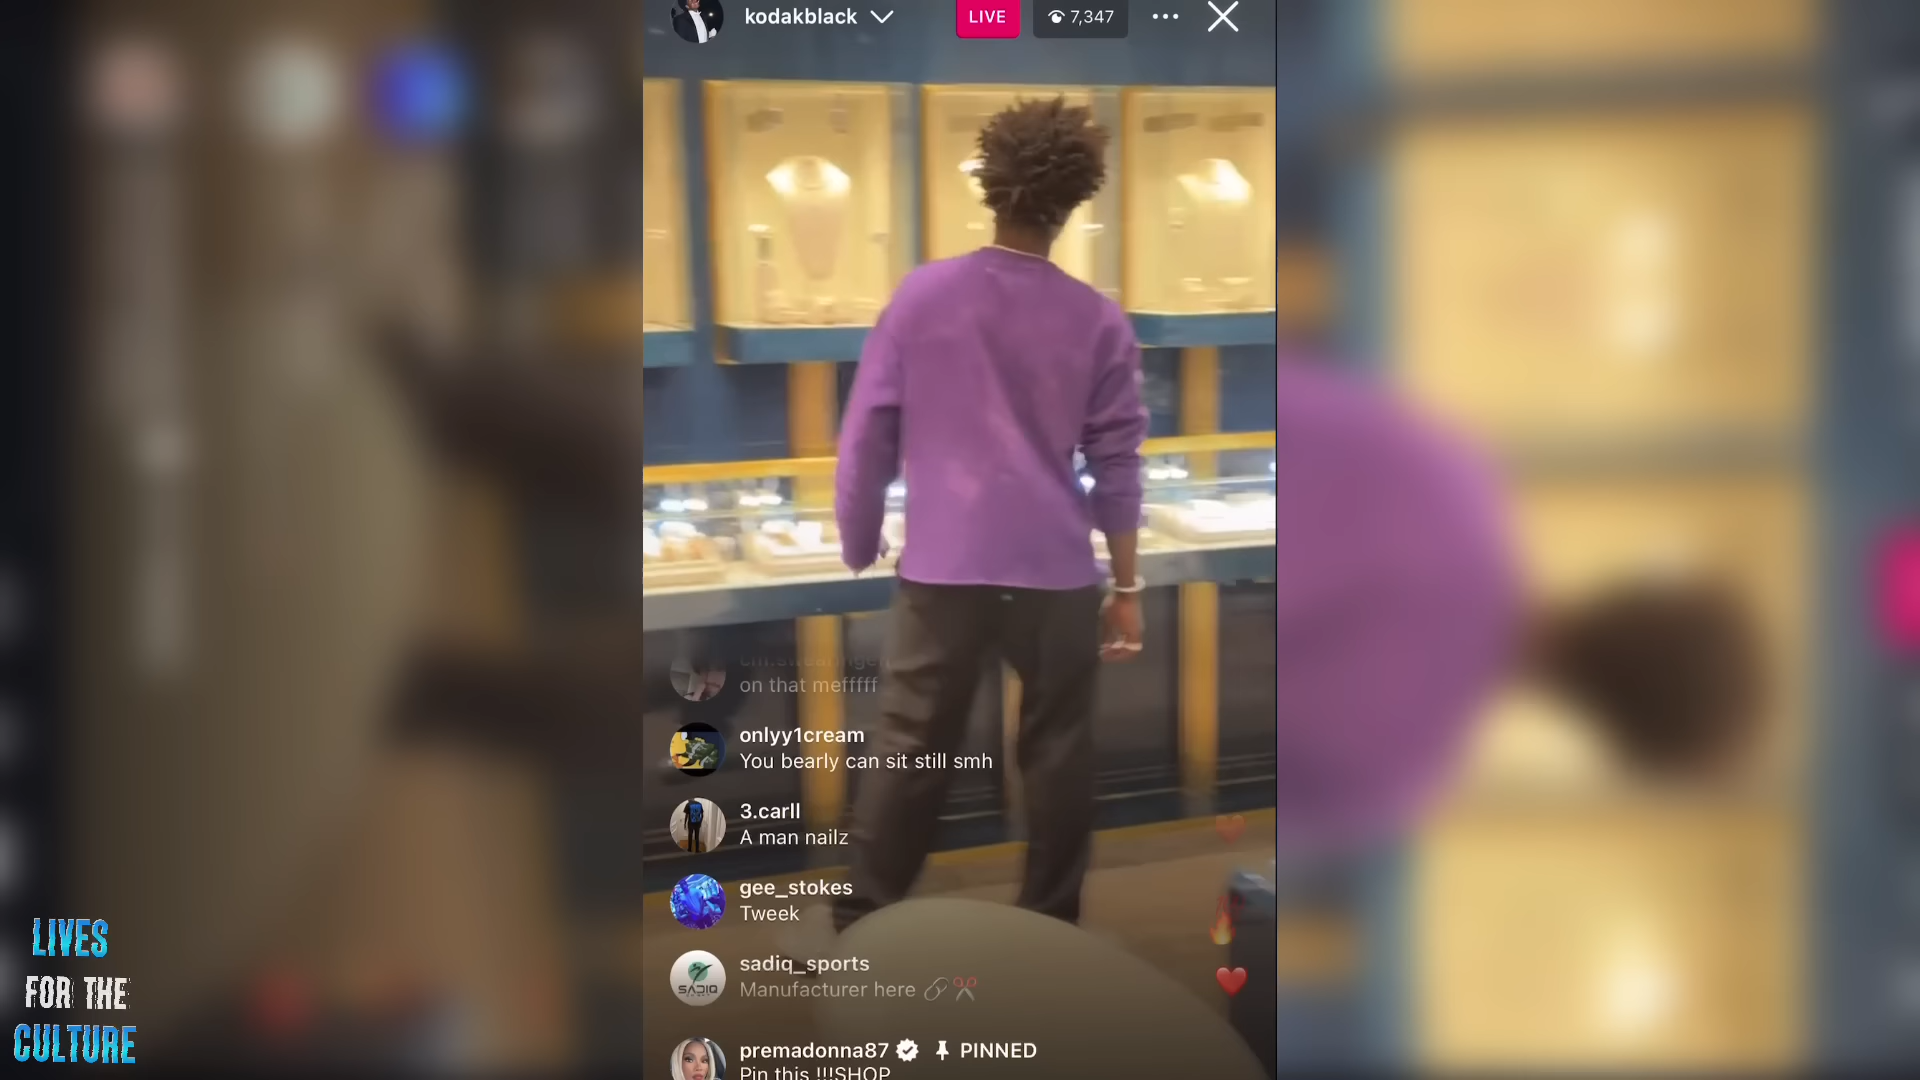 kodakblack
LIVE
7,347
on that mefffff
onlyy1cream
You bearly can sit still smh
3.carll
A man nailz
gee_stokes
Tweek
sadiq_sports
Manufacturer here
SADIQ
premadonna87 PINNED
Pin this !!!SHOP
LIVES
FOR THE
CULTURE